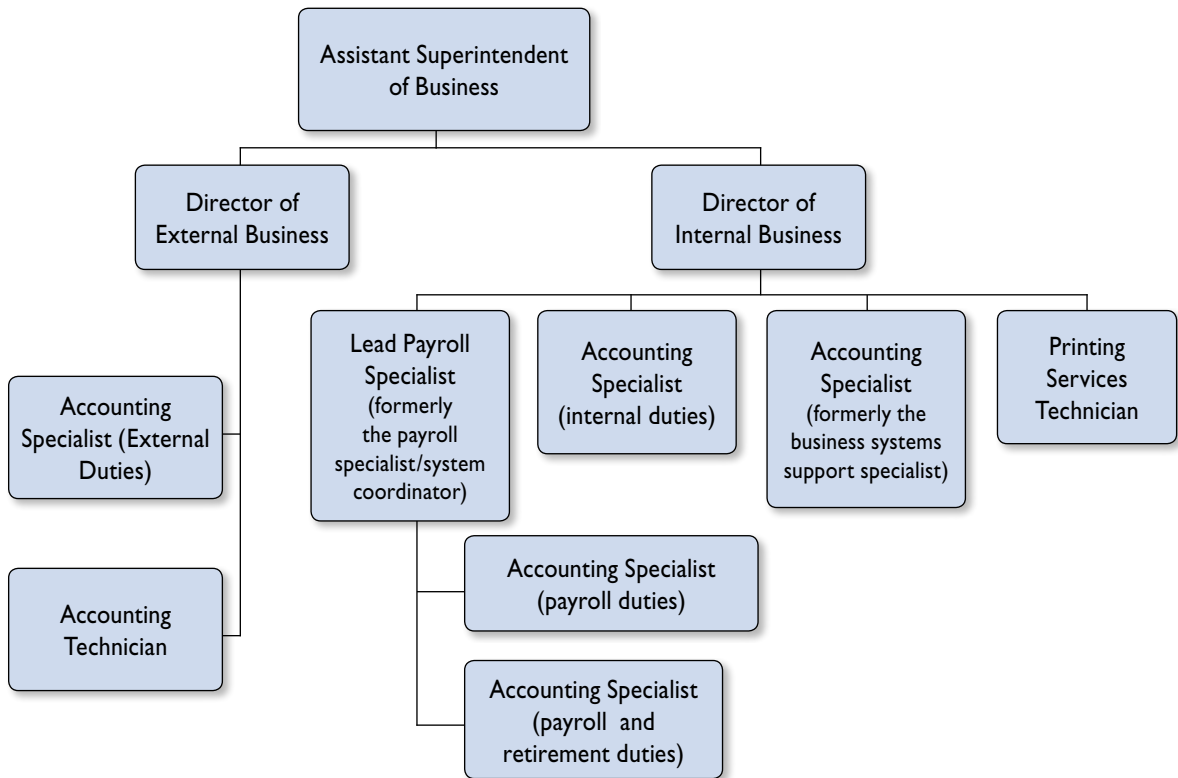 Assistant Superintendent
of Business
Director of
External Business
Director of
Internal Business
Accounting
Specialist (External
Duties)
Accounting
Technician
Lead Payroll
Specialist
(formerly
the payroll
specialist/system
coordinator)
Accounting
Specialist
(internal duties)
Accounting
Specialist
(formerly the
business systems
support specialist)
Printing
Services
Technician
Accounting Specialist
(payroll duties)
Accounting Specialist
(payroll and
retirement duties)